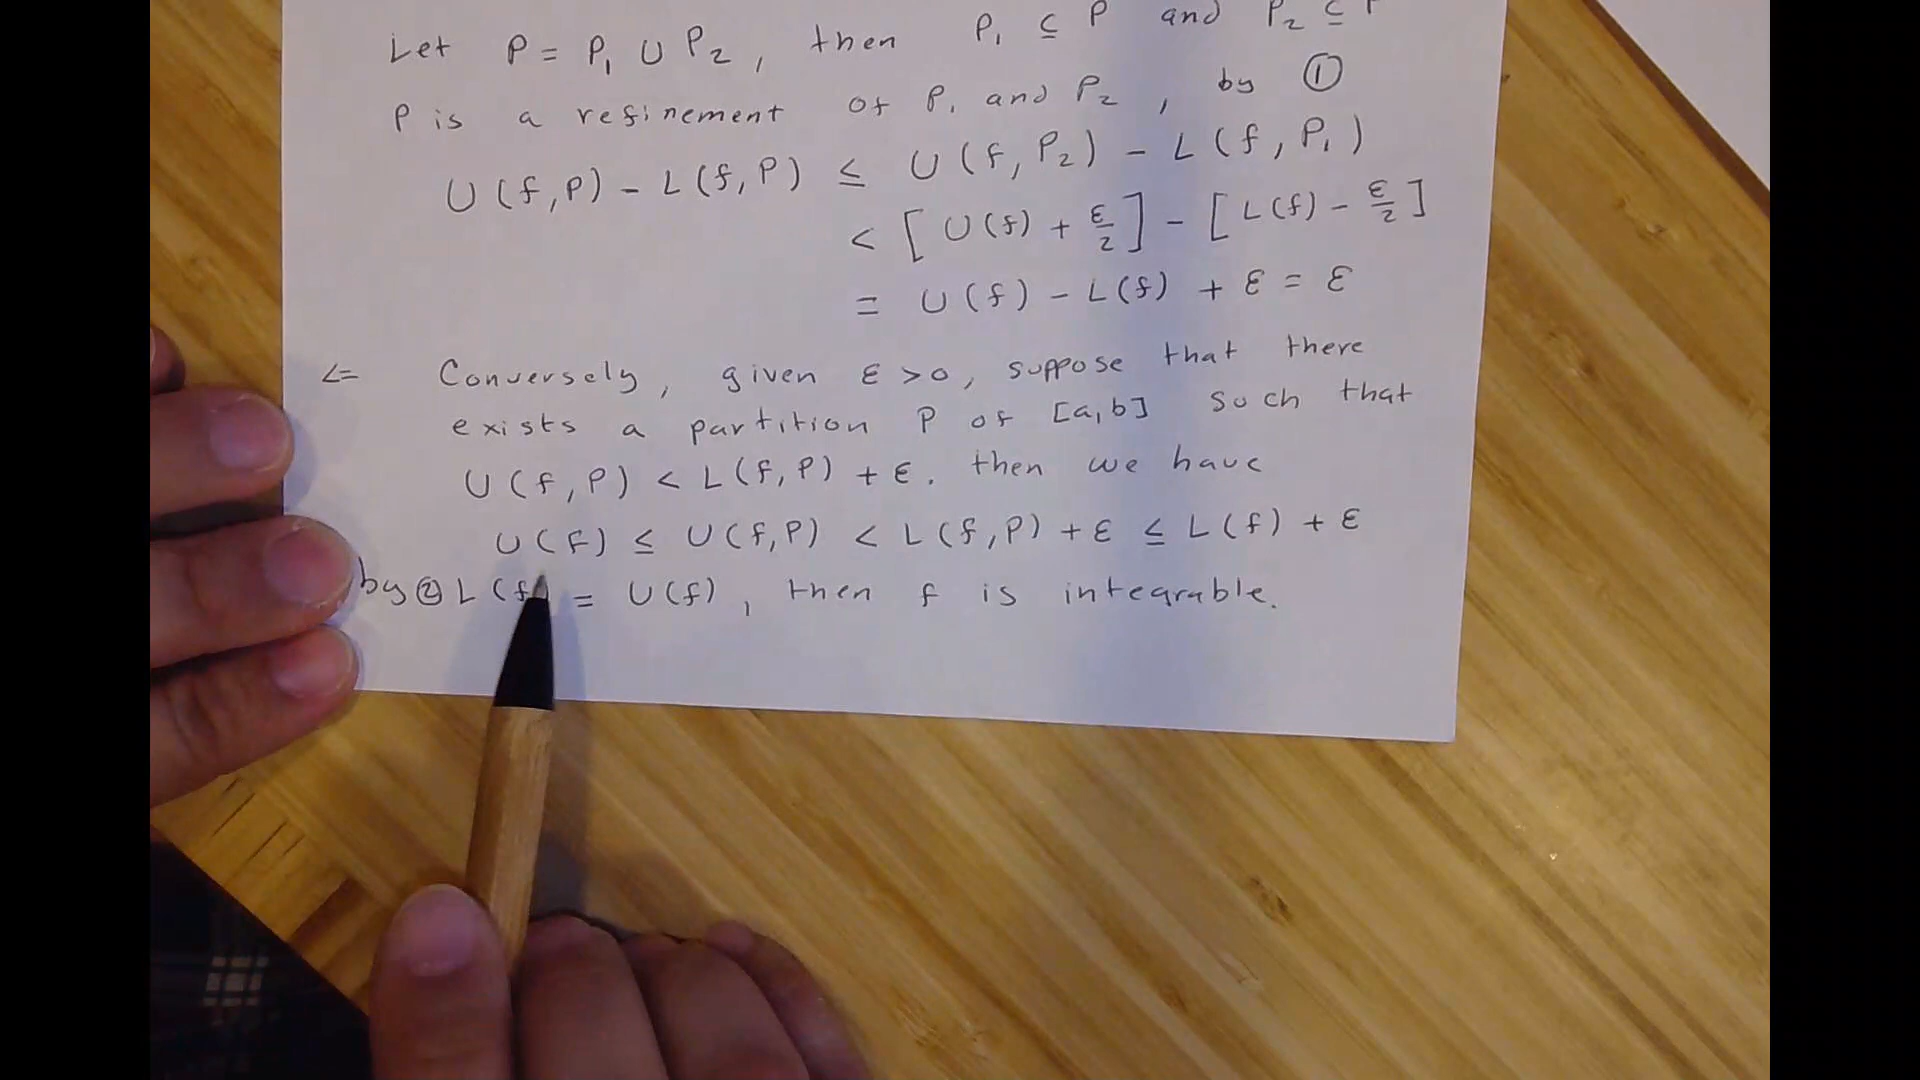 Let P = P₁ ∪ P₂, then P₁ ⊆ P and P₂ ⊆ P
P is a refinement of P₁ and P₂, by ①
U(f,P) - L(f,P) ≤ U(f,P₂) - L(f,P₁)
< [U(f) + ε/2] - [L(f) - ε/2]
= U(f) - L(f) + ε = ε
<= Conversely, given ε > 0, suppose that there
exists a partition P of [a,b] such that
U(f,P) < L(f,P) + ε. then we have
U(f) ≤ U(f,P) < L(f,P) + ε ≤ L(f) + ε
by ② L(f) = U(f), then f is integrable.